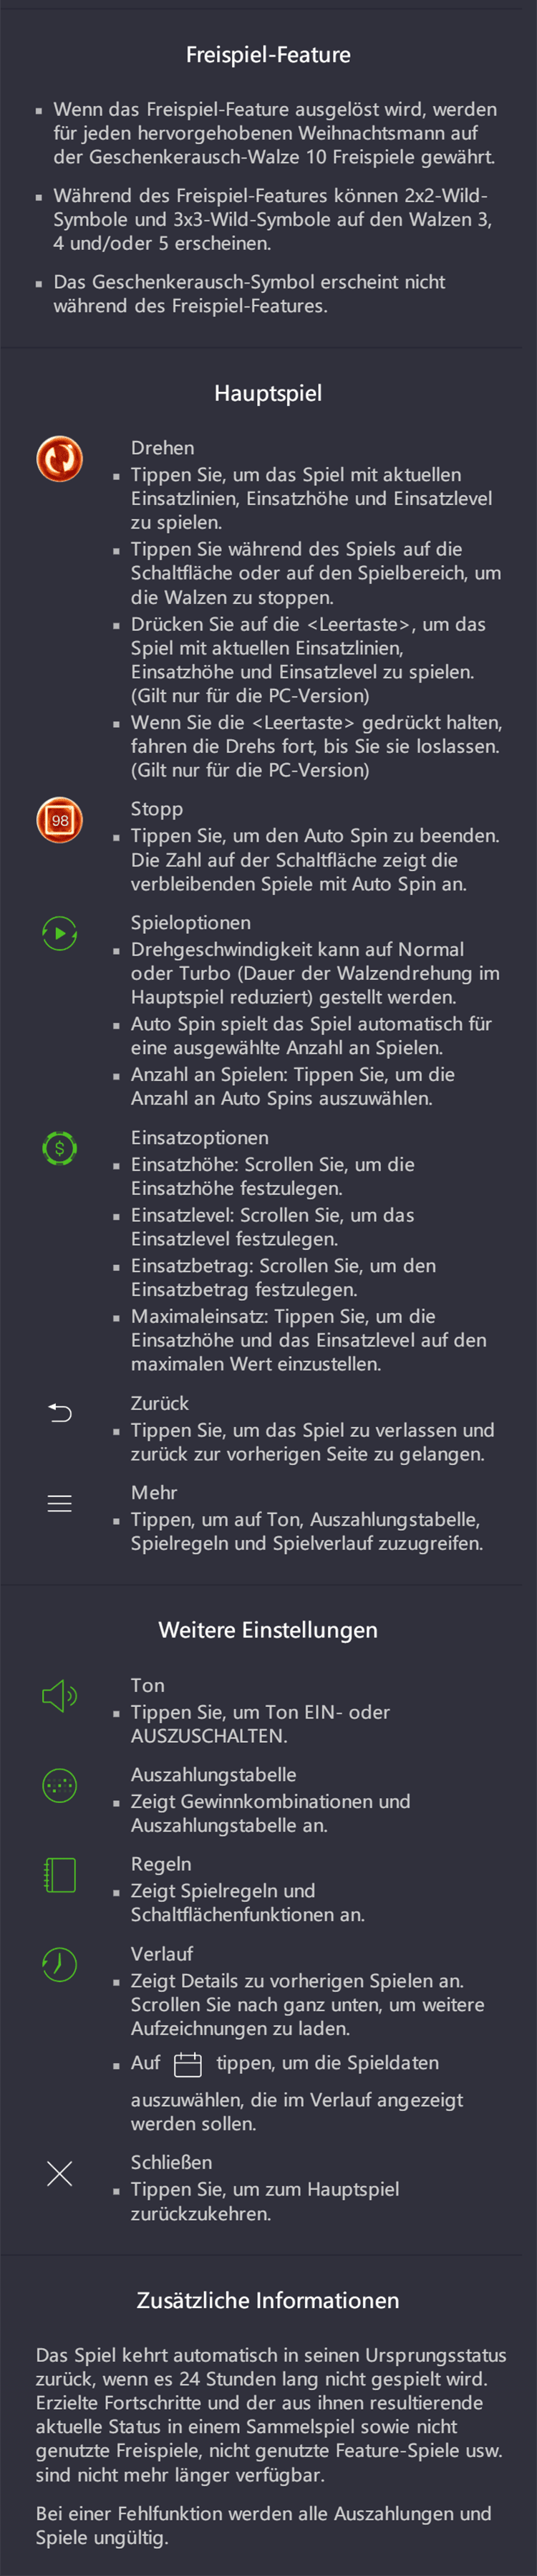 Freispiel-Feature
▪ Wenn das Freispiel-Feature ausgelöst wird, werden
für jeden hervorgehobenen Weihnachtsmann auf
der Geschenkerausch-Walze 10 Freispiele gewährt.
▪ Während des Freispiel-Features können 2x2-Wild-
Symbole und 3x3-Wild-Symbole auf den Walzen 3,
4 und/oder 5 erscheinen.
▪ Das Geschenkerausch-Symbol erscheint nicht
während des Freispiel-Features.
Hauptspiel
Drehen
▪ Tippen Sie, um das Spiel mit aktuellen
Einsatzlinien, Einsatzhöhe und Einsatzlevel
zu spielen.
▪ Tippen Sie während des Spiels auf die
Schaltfläche oder auf den Spielbereich, um
die Walzen zu stoppen.
▪ Drücken Sie auf die <Leertaste>, um das
Spiel mit aktuellen Einsatzlinien,
Einsatzhöhe und Einsatzlevel zu spielen.
(Gilt nur für die PC-Version)
▪ Wenn Sie die <Leertaste> gedrückt halten,
fahren die Drehs fort, bis Sie sie loslassen.
(Gilt nur für die PC-Version)
98
Stopp
▪ Tippen Sie, um den Auto Spin zu beenden.
Die Zahl auf der Schaltfläche zeigt die
verbleibenden Spiele mit Auto Spin an.
Spieloptionen
▪ Drehgeschwindigkeit kann auf Normal
oder Turbo (Dauer der Walzendrehung im
Hauptspiel reduziert) gestellt werden.
▪ Auto Spin spielt das Spiel automatisch für
eine ausgewählte Anzahl an Spielen.
▪ Anzahl an Spielen: Tippen Sie, um die
Anzahl an Auto Spins auszuwählen.
$
Einsatzoptionen
▪ Einsatzhöhe: Scrollen Sie, um die
Einsatzhöhe festzulegen.
▪ Einsatzlevel: Scrollen Sie, um das
Einsatzlevel festzulegen.
▪ Einsatzbetrag: Scrollen Sie, um den
Einsatzbetrag festzulegen.
▪ Maximaleinsatz: Tippen Sie, um die
Einsatzhöhe und das Einsatzlevel auf den
maximalen Wert einzustellen.
Zurück
▪ Tippen Sie, um das Spiel zu verlassen und
zurück zur vorherigen Seite zu gelangen.
Mehr
▪ Tippen, um auf Ton, Auszahlungstabelle,
Spielregeln und Spielverlauf zuzugreifen.
Weitere Einstellungen
Ton
▪ Tippen Sie, um Ton EIN- oder
AUSZUSCHALTEN.
Auszahlungstabelle
▪ Zeigt Gewinnkombinationen und
Auszahlungstabelle an.
Regeln
▪ Zeigt Spielregeln und
Schaltflächenfunktionen an.
Verlauf
▪ Zeigt Details zu vorherigen Spielen an.
Scrollen Sie nach ganz unten, um weitere
Aufzeichnungen zu laden.
▪ Auf tippen, um die Spieldaten
auszuwählen, die im Verlauf angezeigt
werden sollen.
Schließen
▪ Tippen Sie, um zum Hauptspiel
zurückzukehren.
Zusätzliche Informationen
Das Spiel kehrt automatisch in seinen Ursprungsstatus
zurück, wenn es 24 Stunden lang nicht gespielt wird.
Erzielte Fortschritte und der aus ihnen resultierende
aktuelle Status in einem Sammelspiel sowie nicht
genutzte Freispiele, nicht genutzte Feature-Spiele usw.
sind nicht mehr länger verfügbar.
Bei einer Fehlfunktion werden alle Auszahlungen und
Spiele ungültig.